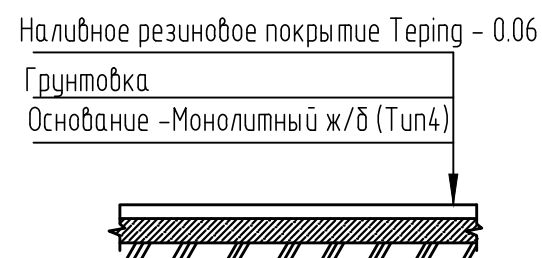 Наливное резиновое покрытие Teping - 0.06
Грунтовка
Основание -Монолитный ж/б (Тип4)